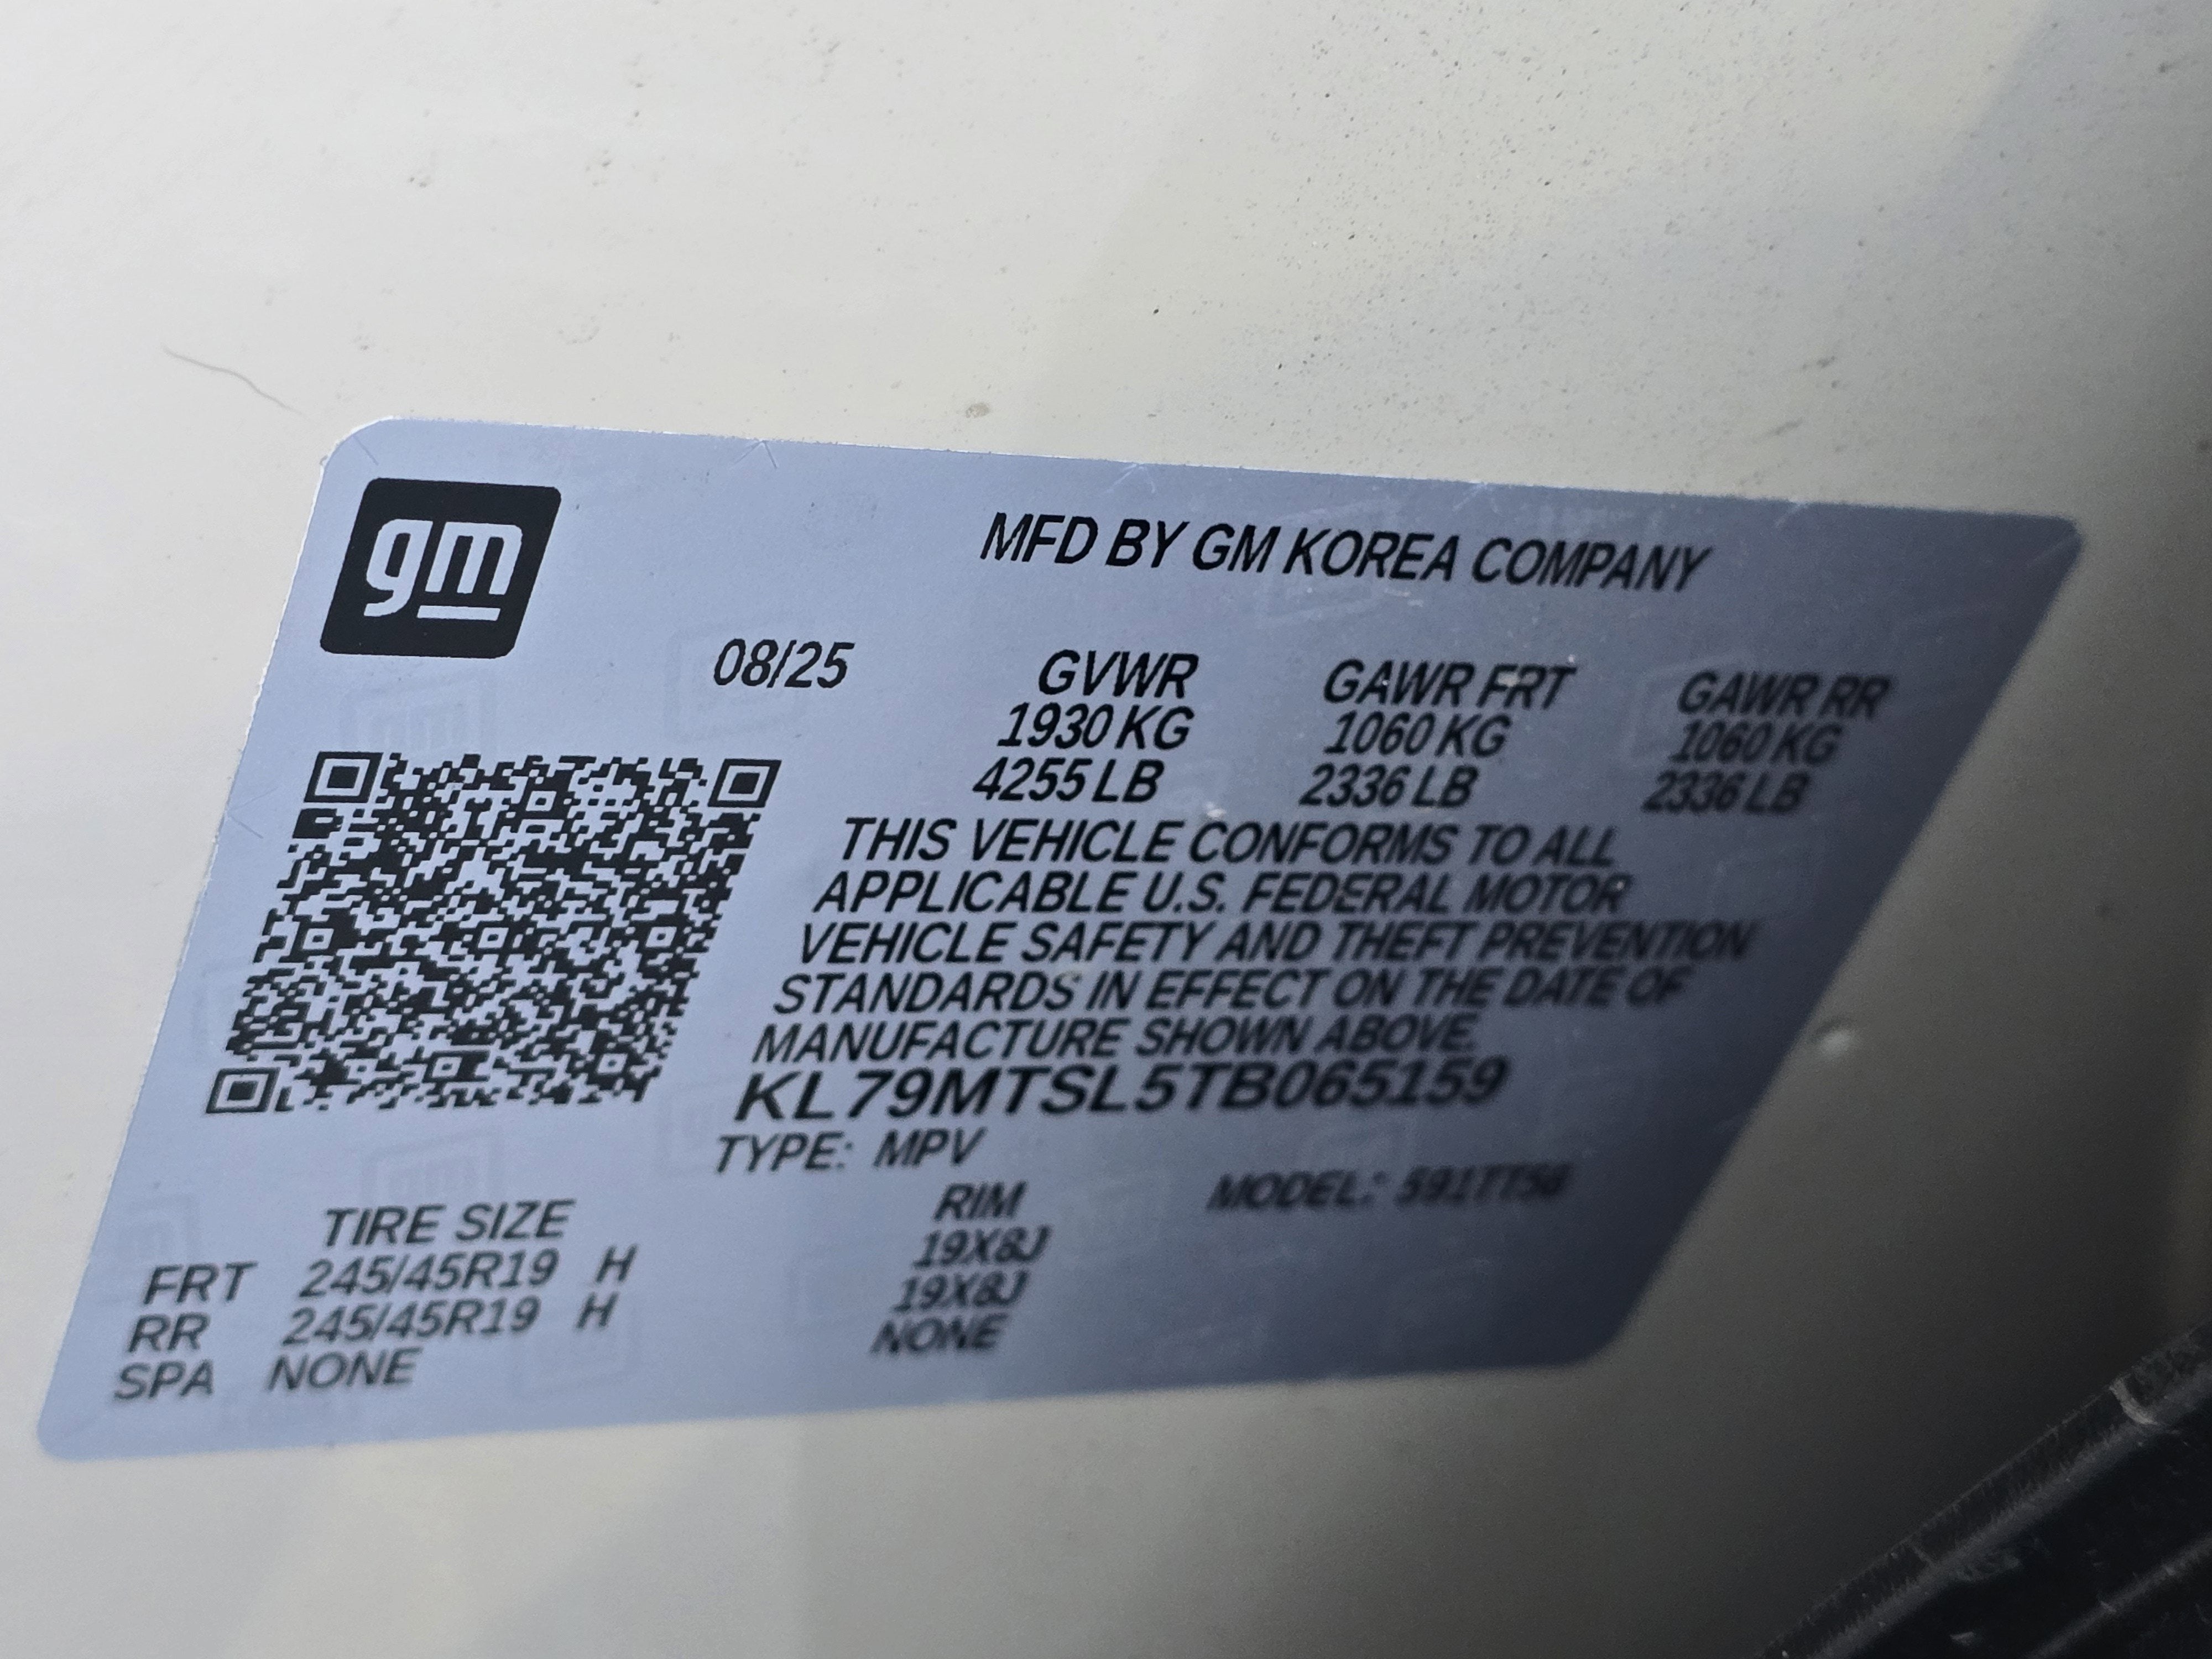 gm
MFD BY GM KOREA COMPANY
08/25 GVWR GAWR FRT GAWR RR
1930 KG 1060 KG 1060 KG
4255 LB 2336 LB 2336 LB
THIS VEHICLE CONFORMS TO ALL
APPLICABLE U.S. FEDERAL MOTOR
VEHICLE SAFETY AND THEFT PREVENTION
STANDARDS IN EFFECT ON THE DATE OF
MANUFACTURE SHOWN ABOVE.
KL79MTSL5TB065159
TYPE: MPV
MODEL:
TIRE SIZE RIM
FRT 245/45R19 H 19X8J
RR 245/45R19 H 19X8J
SPA NONE NONE